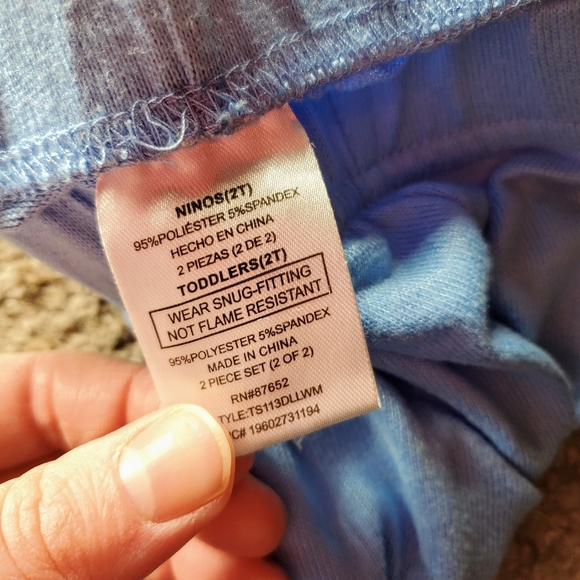 NINOS(2T)
95%POLIÉSTER 5%SPANDEX
HECHO EN CHINA
2 PIEZAS (2 DE 2)
TODDLERS(2T)
WEAR SNUG-FITTING
NOT FLAME RESISTANT
95%POLYESTER 5%SPANDEX
MADE IN CHINA
2 PIECE SET (2 OF 2)
RN#87652
STYLE:TS113DLLWM
# 19602731194